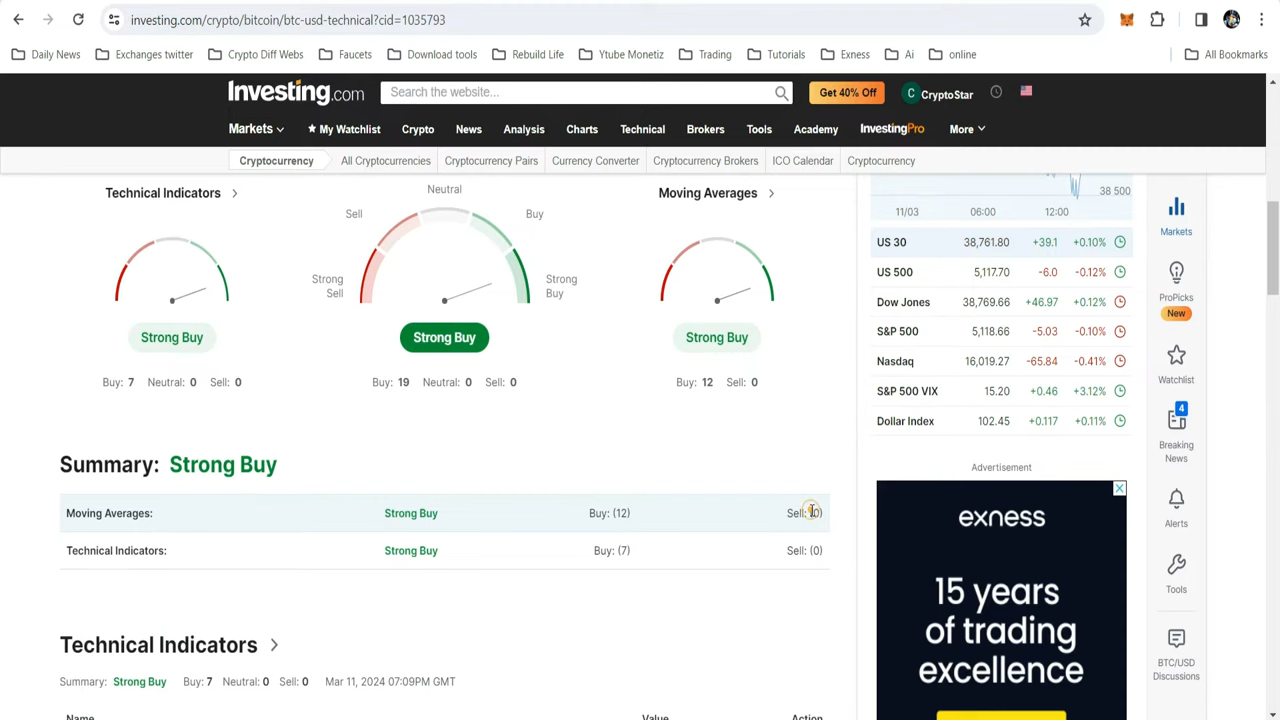 investing.com/crypto/bitcoin/btc-usd-technical?cid=1035793
Daily News Exchanges twitter Crypto Diff Webs Faucets Download tools Rebuild Life Ytube Monetiz Trading Tutorials Exness Ai online All Bookmarks
Investing.com Search the website... Get 40% Off C CryptoStar
Markets My Watchlist Crypto News Analysis Charts Technical Brokers Tools Academy InvestingPro More
Cryptocurrency All Cryptocurrencies Cryptocurrency Pairs Currency Converter Cryptocurrency Brokers ICO Calendar Cryptocurrency
Technical Indicators
Strong Buy
Buy: 7 Neutral: 0 Sell: 0
Neutral
Sell Buy
Strong Sell
Strong Buy
Strong Buy
Buy: 19 Neutral: 0 Sell: 0
Moving Averages
Strong Buy
Buy: 12 Sell: 0
Summary: Strong Buy
Moving Averages: Strong Buy Buy: (12) Sell: (0)
Technical Indicators: Strong Buy Buy: (7) Sell: (0)
Technical Indicators
Summary: Strong Buy Buy: 7 Neutral: 0 Sell: 0 Mar 11, 2024 07:09PM GMT
Name Value Action
38 500
11/03 06:00 12:00
US 30 38,761.80 +39.1 +0.10%
US 500 5,117.70 -6.0 -0.12%
Dow Jones 38,769.66 +46.97 +0.12%
S&P 500 5,118.66 -5.03 -0.10%
Nasdaq 16,019.27 -65.84 -0.41%
S&P 500 VIX 15.20 +0.46 +3.12%
Dollar Index 102.45 +0.117 +0.11%
Advertisement
exness
15 years
of trading
excellence
Markets
ProPicks
New
Watchlist
4
Breaking
News
Alerts
Tools
BTC/USD
Discussions